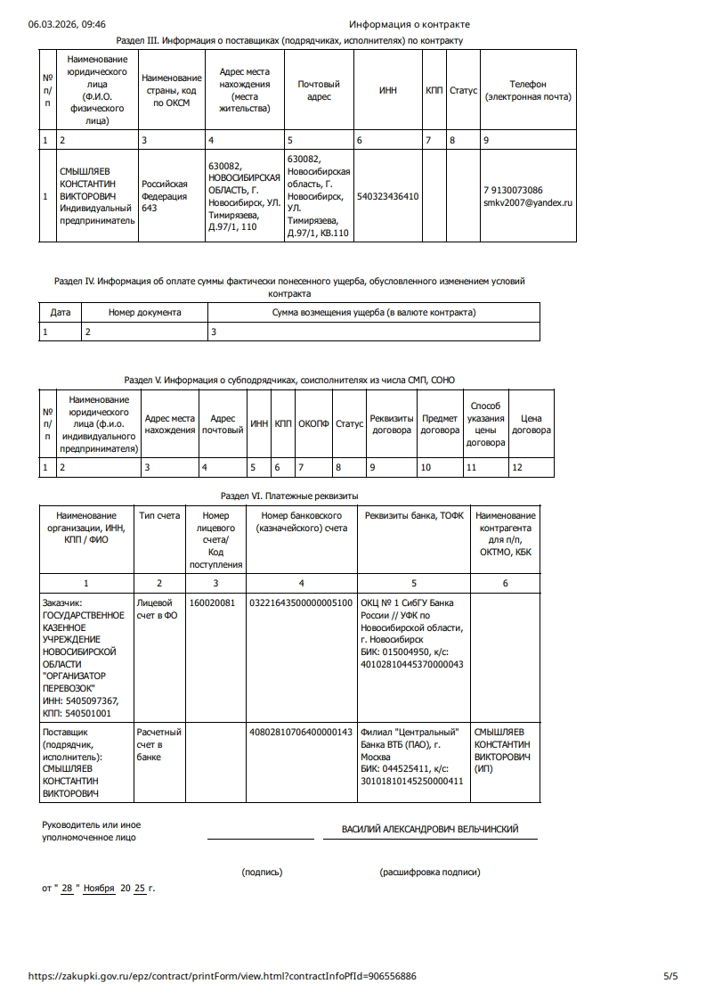 06.03.2026, 09:46
Информация о контракте
Раздел III. Информация о поставщиках (подрядчиках, исполнителях) по контракту
№
п/
п
Наименование
юридического
лица
(Ф.И.О.
физического
лица)
Наименование
страны, код
по ОКСМ
Адрес места
нахождения
(места
жительства)
Почтовый
адрес
ИНН
КПП
Статус
Телефон
(электронная почта)
1
2
3
4
5
6
7
8
9
1
СМЫШЛЯЕВ
КОНСТАНТИН
ВИКТОРОВИЧ
Индивидуальный
предприниматель
Российская
Федерация
643
630082,
НОВОСИБИРСКАЯ
ОБЛАСТЬ, Г.
Новосибирск, УЛ.
Тимирязева,
Д.97/1, 110
630082,
Новосибирская
область, Г.
Новосибирск,
УЛ.
Тимирязева,
Д.97/1, КВ.110
540323436410
7 9130073086
smkv2007@yandex.ru
Раздел IV. Информация об оплате суммы фактически понесенного ущерба, обусловленного изменением условий
контракта
Дата
Номер документа
Сумма возмещения ущерба (в валюте контракта)
1
2
3
Раздел V. Информация о субподрядчиках, соисполнителях из числа СМП, СОНО
№
п/
п
Наименование
юридического
лица (ф.и.о.
индивидуального
предпринимателя)
Адрес места
нахождения
Адрес
почтовый
ИНН
КПП
ОКОПФ
Статус
Реквизиты
договора
Предмет
договора
Способ
указания
цены
договора
Цена
договора
1
2
3
4
5
6
7
8
9
10
11
12
Раздел VI. Платежные реквизиты
Наименование
организации, ИНН,
КПП / ФИО
Тип счета
Номер
лицевого
счета/
Код
поступления
Номер банковского
(казначейского) счета
Реквизиты банка, ТОФК
Наименование
контрагента
для п/п,
ОКТМО, КБК
1
2
3
4
5
6
Заказчик:
ГОСУДАРСТВЕННОЕ
КАЗЕННОЕ
УЧРЕЖДЕНИЕ
НОВОСИБИРСКОЙ
ОБЛАСТИ
"ОРГАНИЗАТОР
ПЕРЕВОЗОК"
ИНН: 5405097367,
КПП: 540501001
Лицевой
счет в ФО
160020081
03221643500000005100
ОКЦ № 1 СибГУ Банка
России // УФК по
Новосибирской области,
г. Новосибирск
БИК: 015004950, к/с:
40102810445370000043
Поставщик
(подрядчик,
исполнитель):
СМЫШЛЯЕВ
КОНСТАНТИН
ВИКТОРОВИЧ
Расчетный
счет в
банке
40802810706400000143
Филиал "Центральный"
Банка ВТБ (ПАО), г.
Москва
БИК: 044525411, к/с:
30101810145250000411
СМЫШЛЯЕВ
КОНСТАНТИН
ВИКТОРОВИЧ
(ИП)
Руководитель или иное
уполномоченное лицо
ВАСИЛИЙ АЛЕКСАНДРОВИЧ ВЕЛЬЧИНСКИЙ
(подпись)
(расшифровка подписи)
от " 28 " Ноября 20 25 г.
https://zakupki.gov.ru/epz/contract/printForm/view.html?contractInfoPfId=906556886
5/5